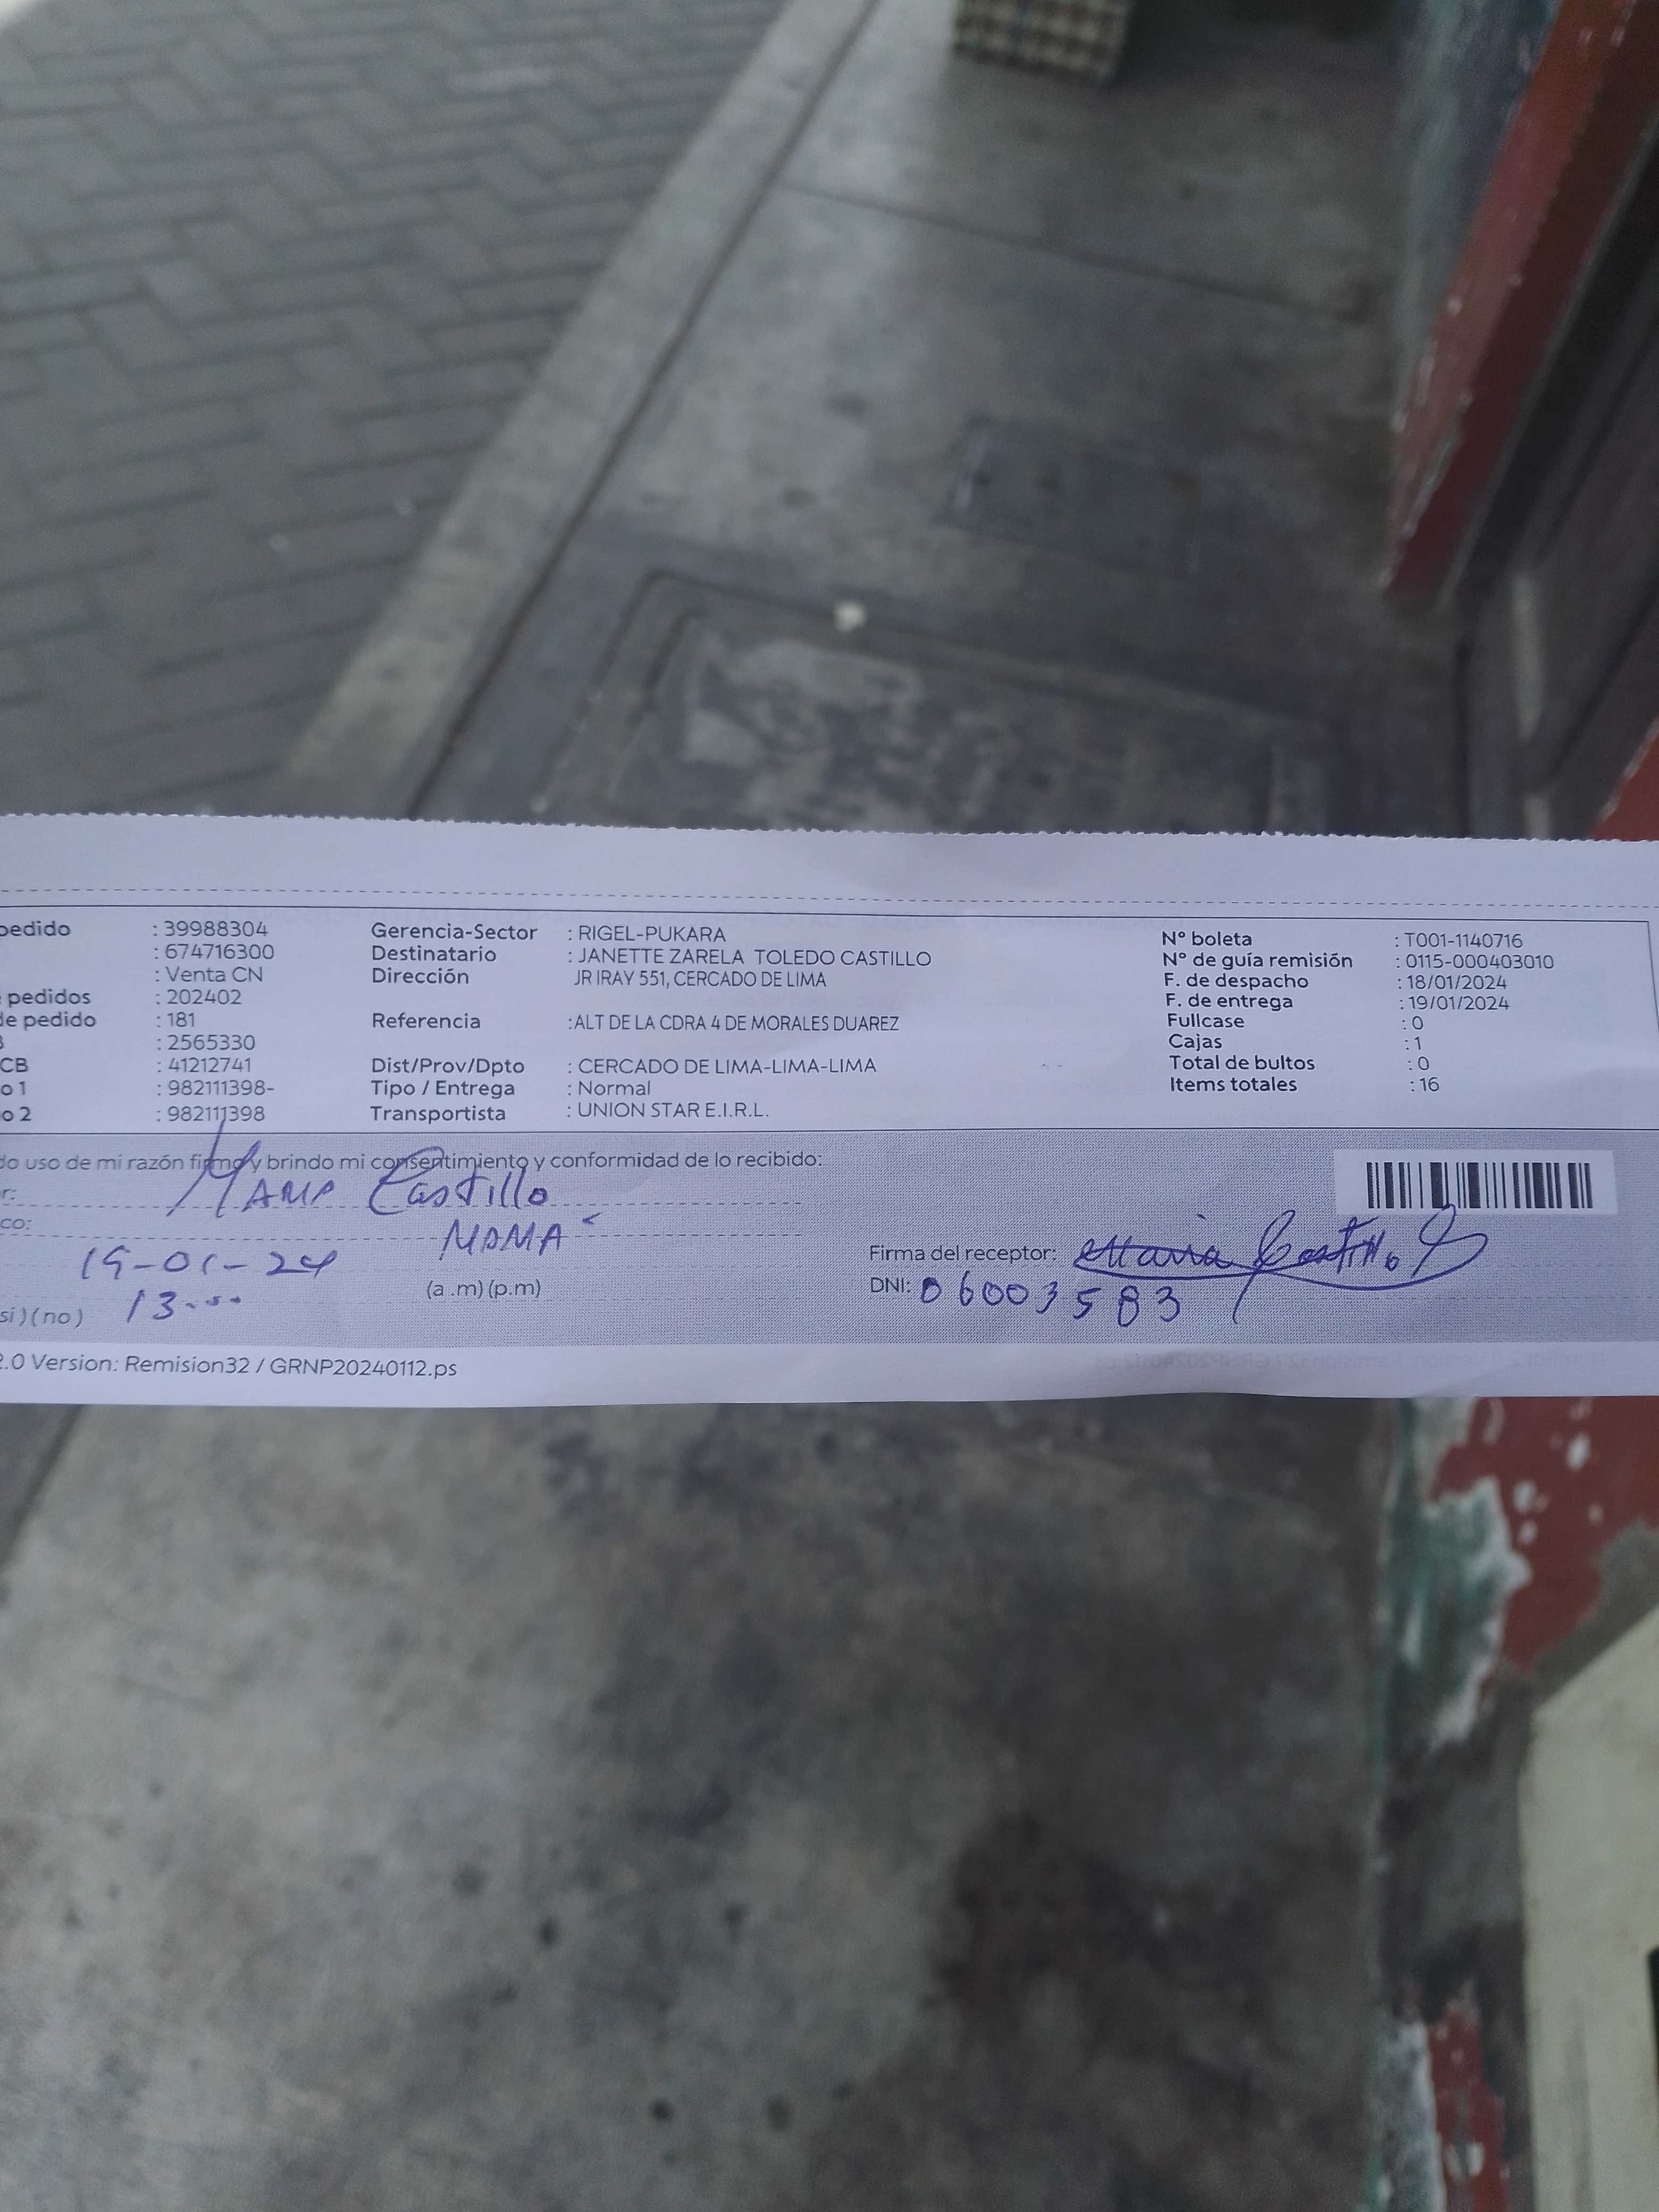 pedido : 39988304 Gerencia-Sector : RIGEL-PUKARA Nº boleta : T001-1140716
: 674716300 Destinatario : JANETTE ZARELA TOLEDO CASTILLO Nº de guía remisión : 0115-000403010
: Venta CN Dirección JR IRAY 551, CERCADO DE LIMA F. de despacho : 18/01/2024
pedidos : 202402 F. de entrega : 19/01/2024
de pedido : 181 Referencia :ALT DE LA CDRA 4 DE MORALES DUAREZ Fullcase : 0
: 2565330 Cajas : 1
CB : 41212741 Dist/Prov/Dpto : CERCADO DE LIMA-LIMA-LIMA Total de bultos : 0
o 1 : 982111398- Tipo / Entrega : Normal Items totales : 16
o 2 : 982111398 Transportista : UNION STAR E.I.R.L.
do uso de mi razón firmo y brindo mi consentimiento y conformidad de lo recibido:
r: Castillo
co: MAMA
Firma del receptor: Maria Castillo
19-01-24 (a .m) (p.m) DNI: 06003583
si ) ( no ) 13
2.0 Version: Remision32 / GRNP20240112.ps